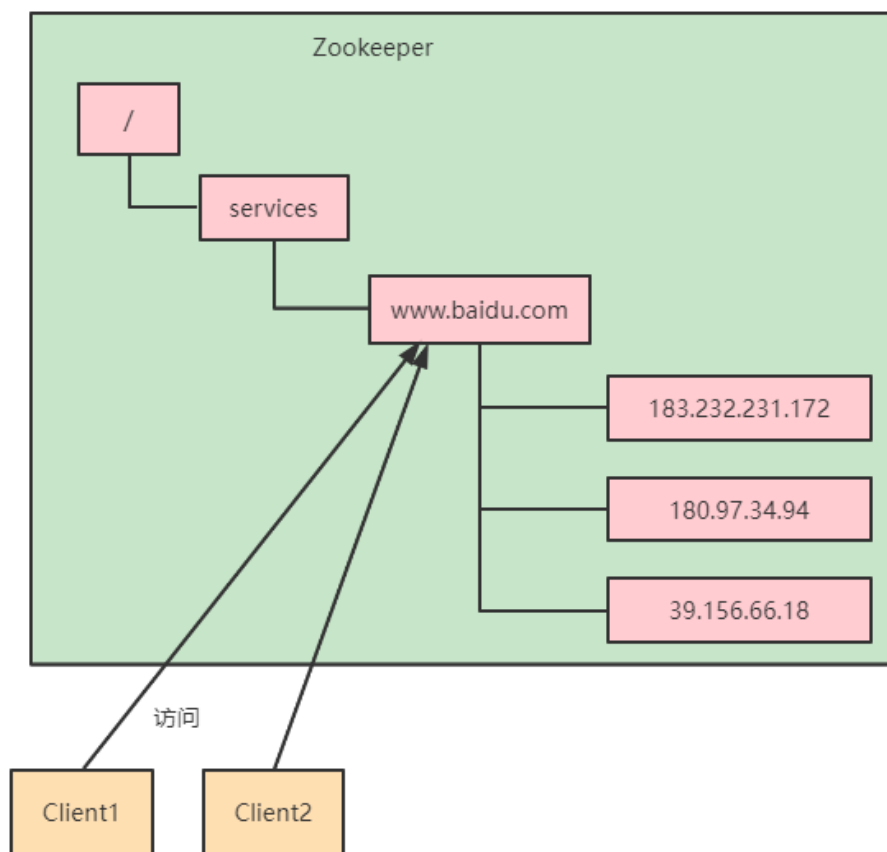 Zookeeper
/
services
www.baidu.com
183.232.231.172
180.97.34.94
39.156.66.18
访问
Client1
Client2